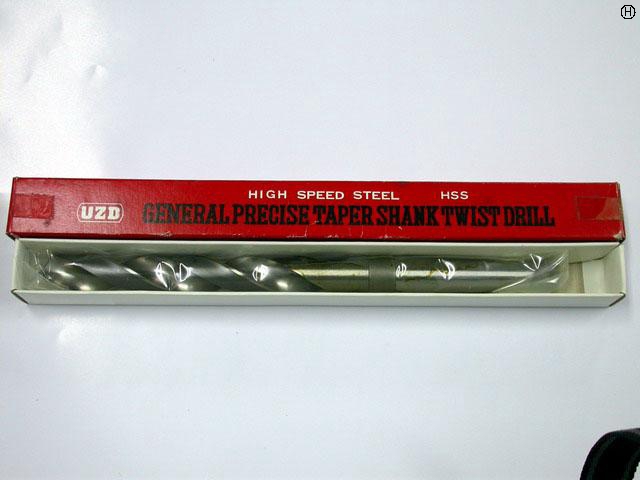 HIGH SPEED STEEL HSS
UZD GENERAL PRECISE TAPER SHANK TWIST DRILL
H